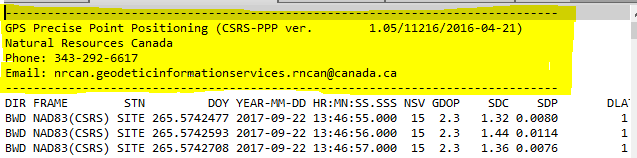 --------------------------------------------------------------------------------
GPS Precise Point Positioning (CSRS-PPP ver.       1.05/11216/2016-04-21)
Natural Resources Canada
Phone: 343-292-6617
Email: nrcan.geodeticinformationservices.rncan@canada.ca
--------------------------------------------------------------------------------
DIR FRAME       STN        DOY YEAR-MM-DD HR:MN:SS.SSS NSV GDOP   SDC    SDP       DLA
BWD NAD83(CSRS) SITE 265.5742477 2017-09-22 13:46:55.000  15  2.3  1.32 0.0080         1
BWD NAD83(CSRS) SITE 265.5742593 2017-09-22 13:46:56.000  15  2.3  1.44 0.0114         1
BWD NAD83(CSRS) SITE 265.5742708 2017-09-22 13:46:57.000  15  2.3  1.36 0.0076         1